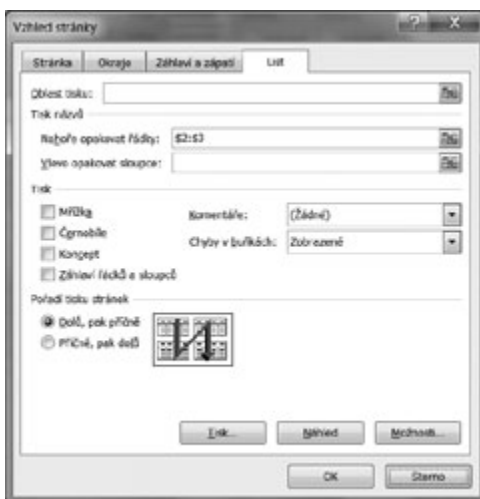 Vzhled stránky
Stránka Okraje Záhlaví a zápatí List
Oblast tisku:
Tisk názvů
Nahoře opakovat řádky: $2:$3
Vlevo opakovat sloupce:
Tisk
Mřížka Komentáře: (Žádné)
Černobíle Chyby v buňkách: Zobrazené
Koncept
Záhlaví řádků a sloupců
Pořadí tisku stránek
Dolů, pak příčně
Příčně, pak dolů
Tisk... Náhled Možnosti...
OK Storno